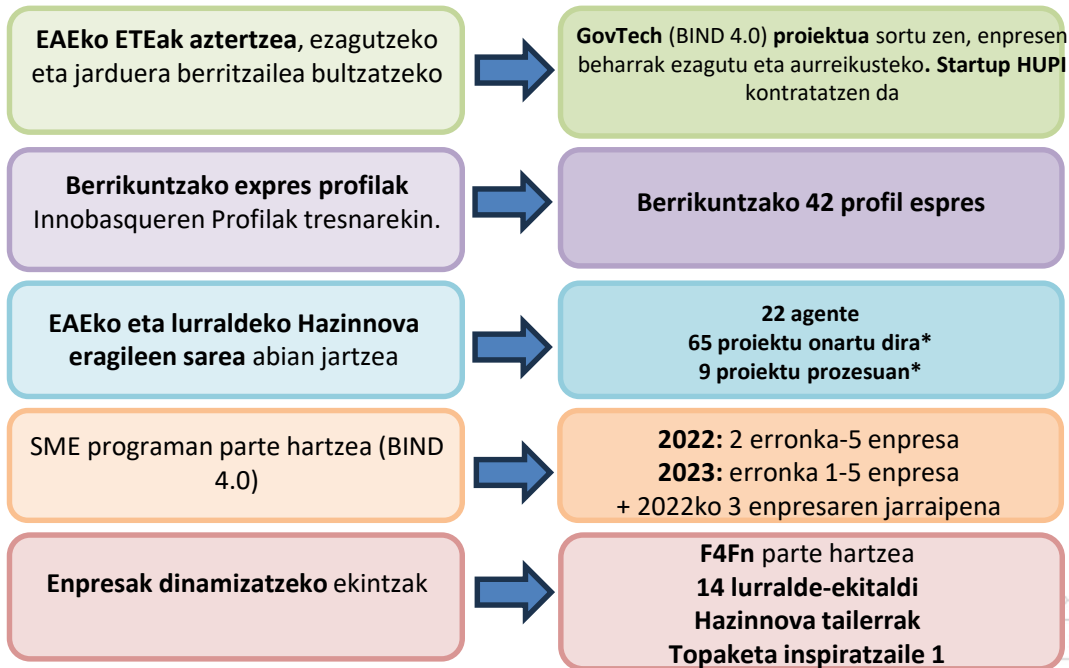 EAEko ETEak aztertzea, ezagutzeko
eta jarduera berritzailea bultzatzeko
GovTech (BIND 4.0) proiektua sortu zen, enpresen
beharrak ezagutu eta aurreikusteko. Startup HUPI
kontratatzen da
Berrikuntzako expres profilak
Innobasqueren Profilak tresnarekin.
Berrikuntzako 42 profil espres
EAEko eta lurraldeko Hazinnova
eragileen sarea abian jartzea
22 agente
65 proiektu onartu dira*
9 proiektu prozesuan*
SME programan parte hartzea (BIND
4.0)
2022: 2 erronka-5 enpresa
2023: erronka 1-5 enpresa
+ 2022ko 3 enpresaren jarraipena
Enpresak dinamizatzeko ekintzak
F4Fn parte hartzea
14 lurralde-ekitaldi
Hazinnova tailerrak
Topaketa inspiratzaile 1